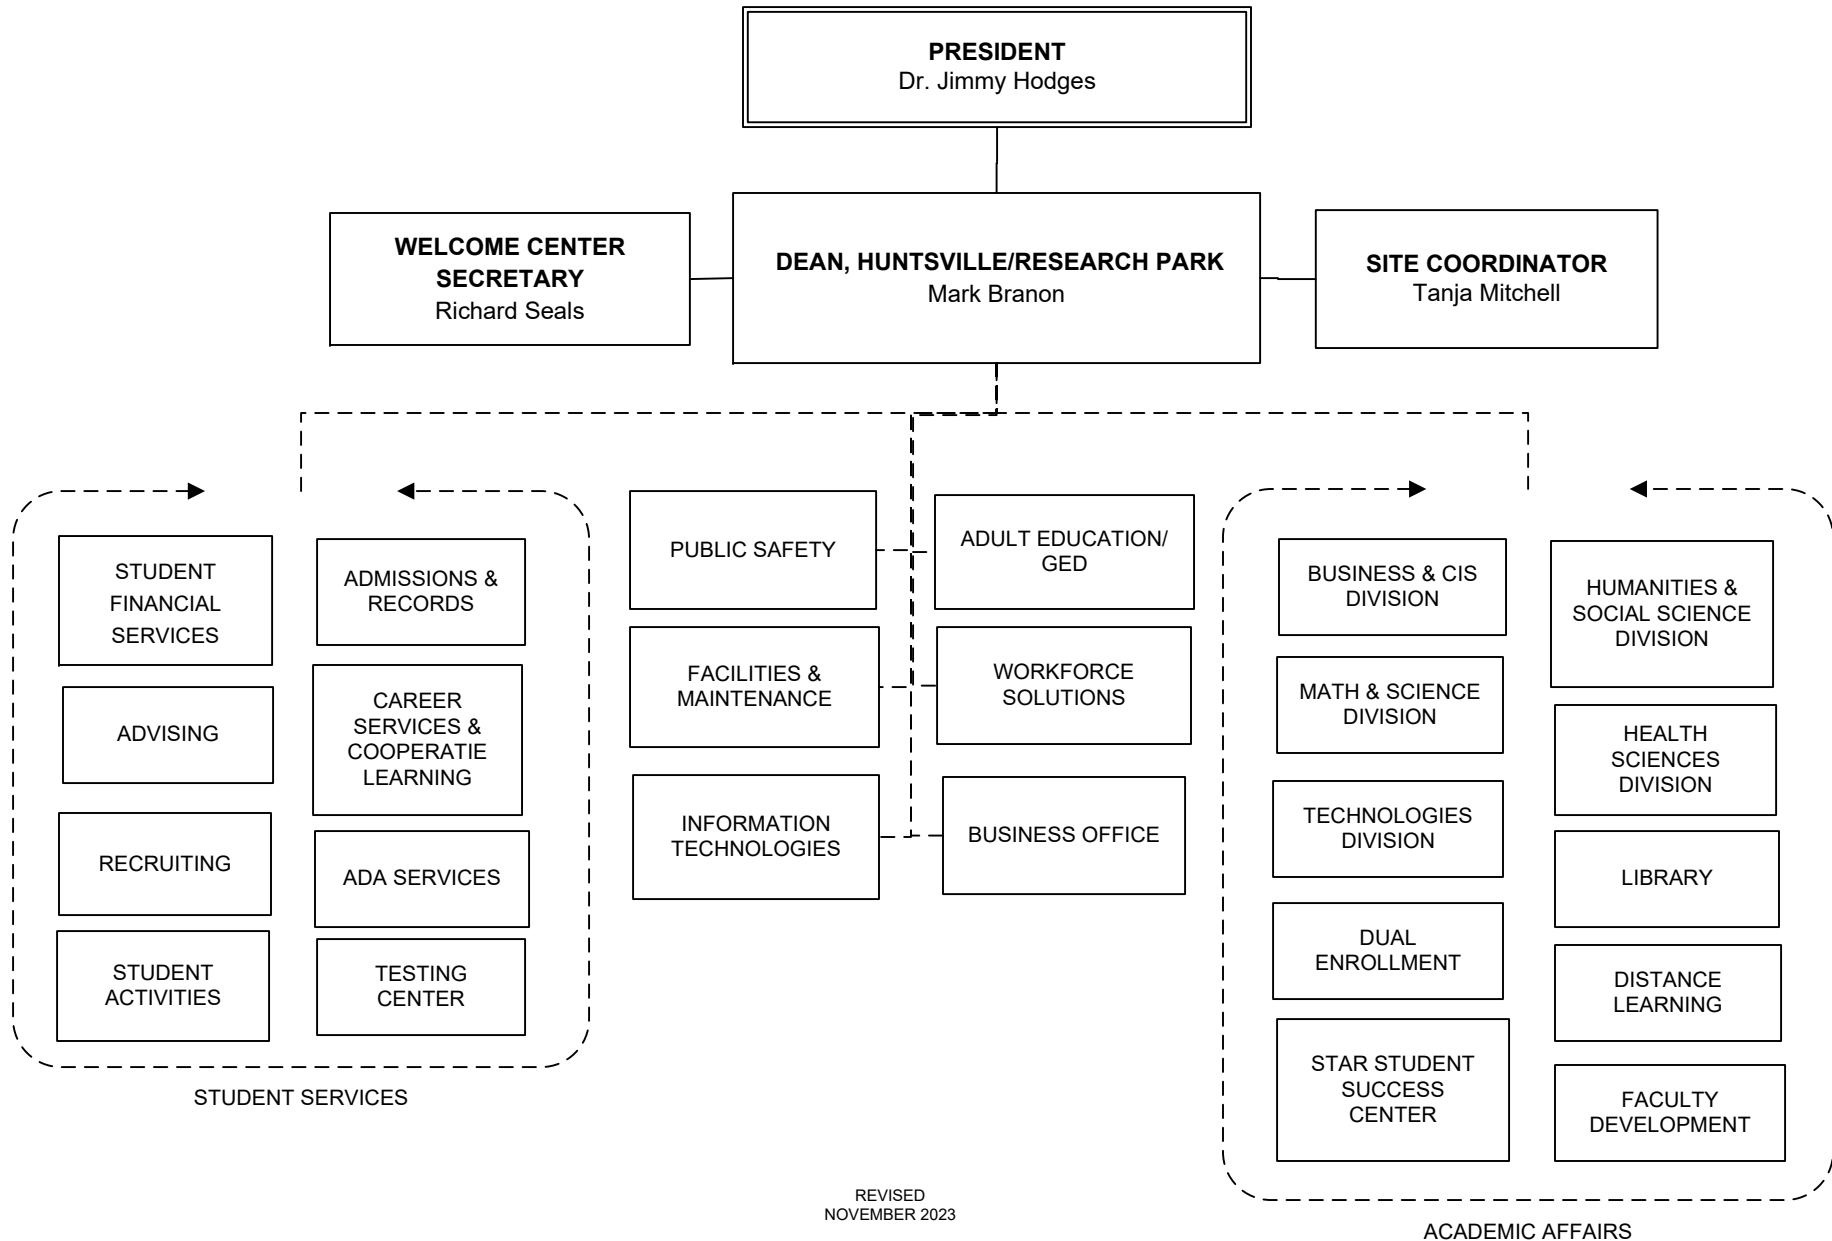 PRESIDENT
Dr. Jimmy Hodges
WELCOME CENTER
SECRETARY
Richard Seals
DEAN, HUNTSVILLE/RESEARCH PARK
Mark Branon
SITE COORDINATOR
Tanja Mitchell
STUDENT
FINANCIAL
SERVICES
ADMISSIONS &
RECORDS
ADVISING
CAREER
SERVICES &
COOPERATIE
LEARNING
RECRUITING
ADA SERVICES
STUDENT
ACTIVITIES
TESTING
CENTER
STUDENT SERVICES
PUBLIC SAFETY
ADULT EDUCATION/
GED
FACILITIES &
MAINTENANCE
WORKFORCE
SOLUTIONS
INFORMATION
TECHNOLOGIES
BUSINESS OFFICE
BUSINESS & CIS
DIVISION
HUMANITIES &
SOCIAL SCIENCE
DIVISION
MATH & SCIENCE
DIVISION
HEALTH
SCIENCES
DIVISION
TECHNOLOGIES
DIVISION
LIBRARY
DUAL
ENROLLMENT
DISTANCE
LEARNING
STAR STUDENT
SUCCESS
CENTER
FACULTY
DEVELOPMENT
ACADEMIC AFFAIRS
REVISED
NOVEMBER 2023